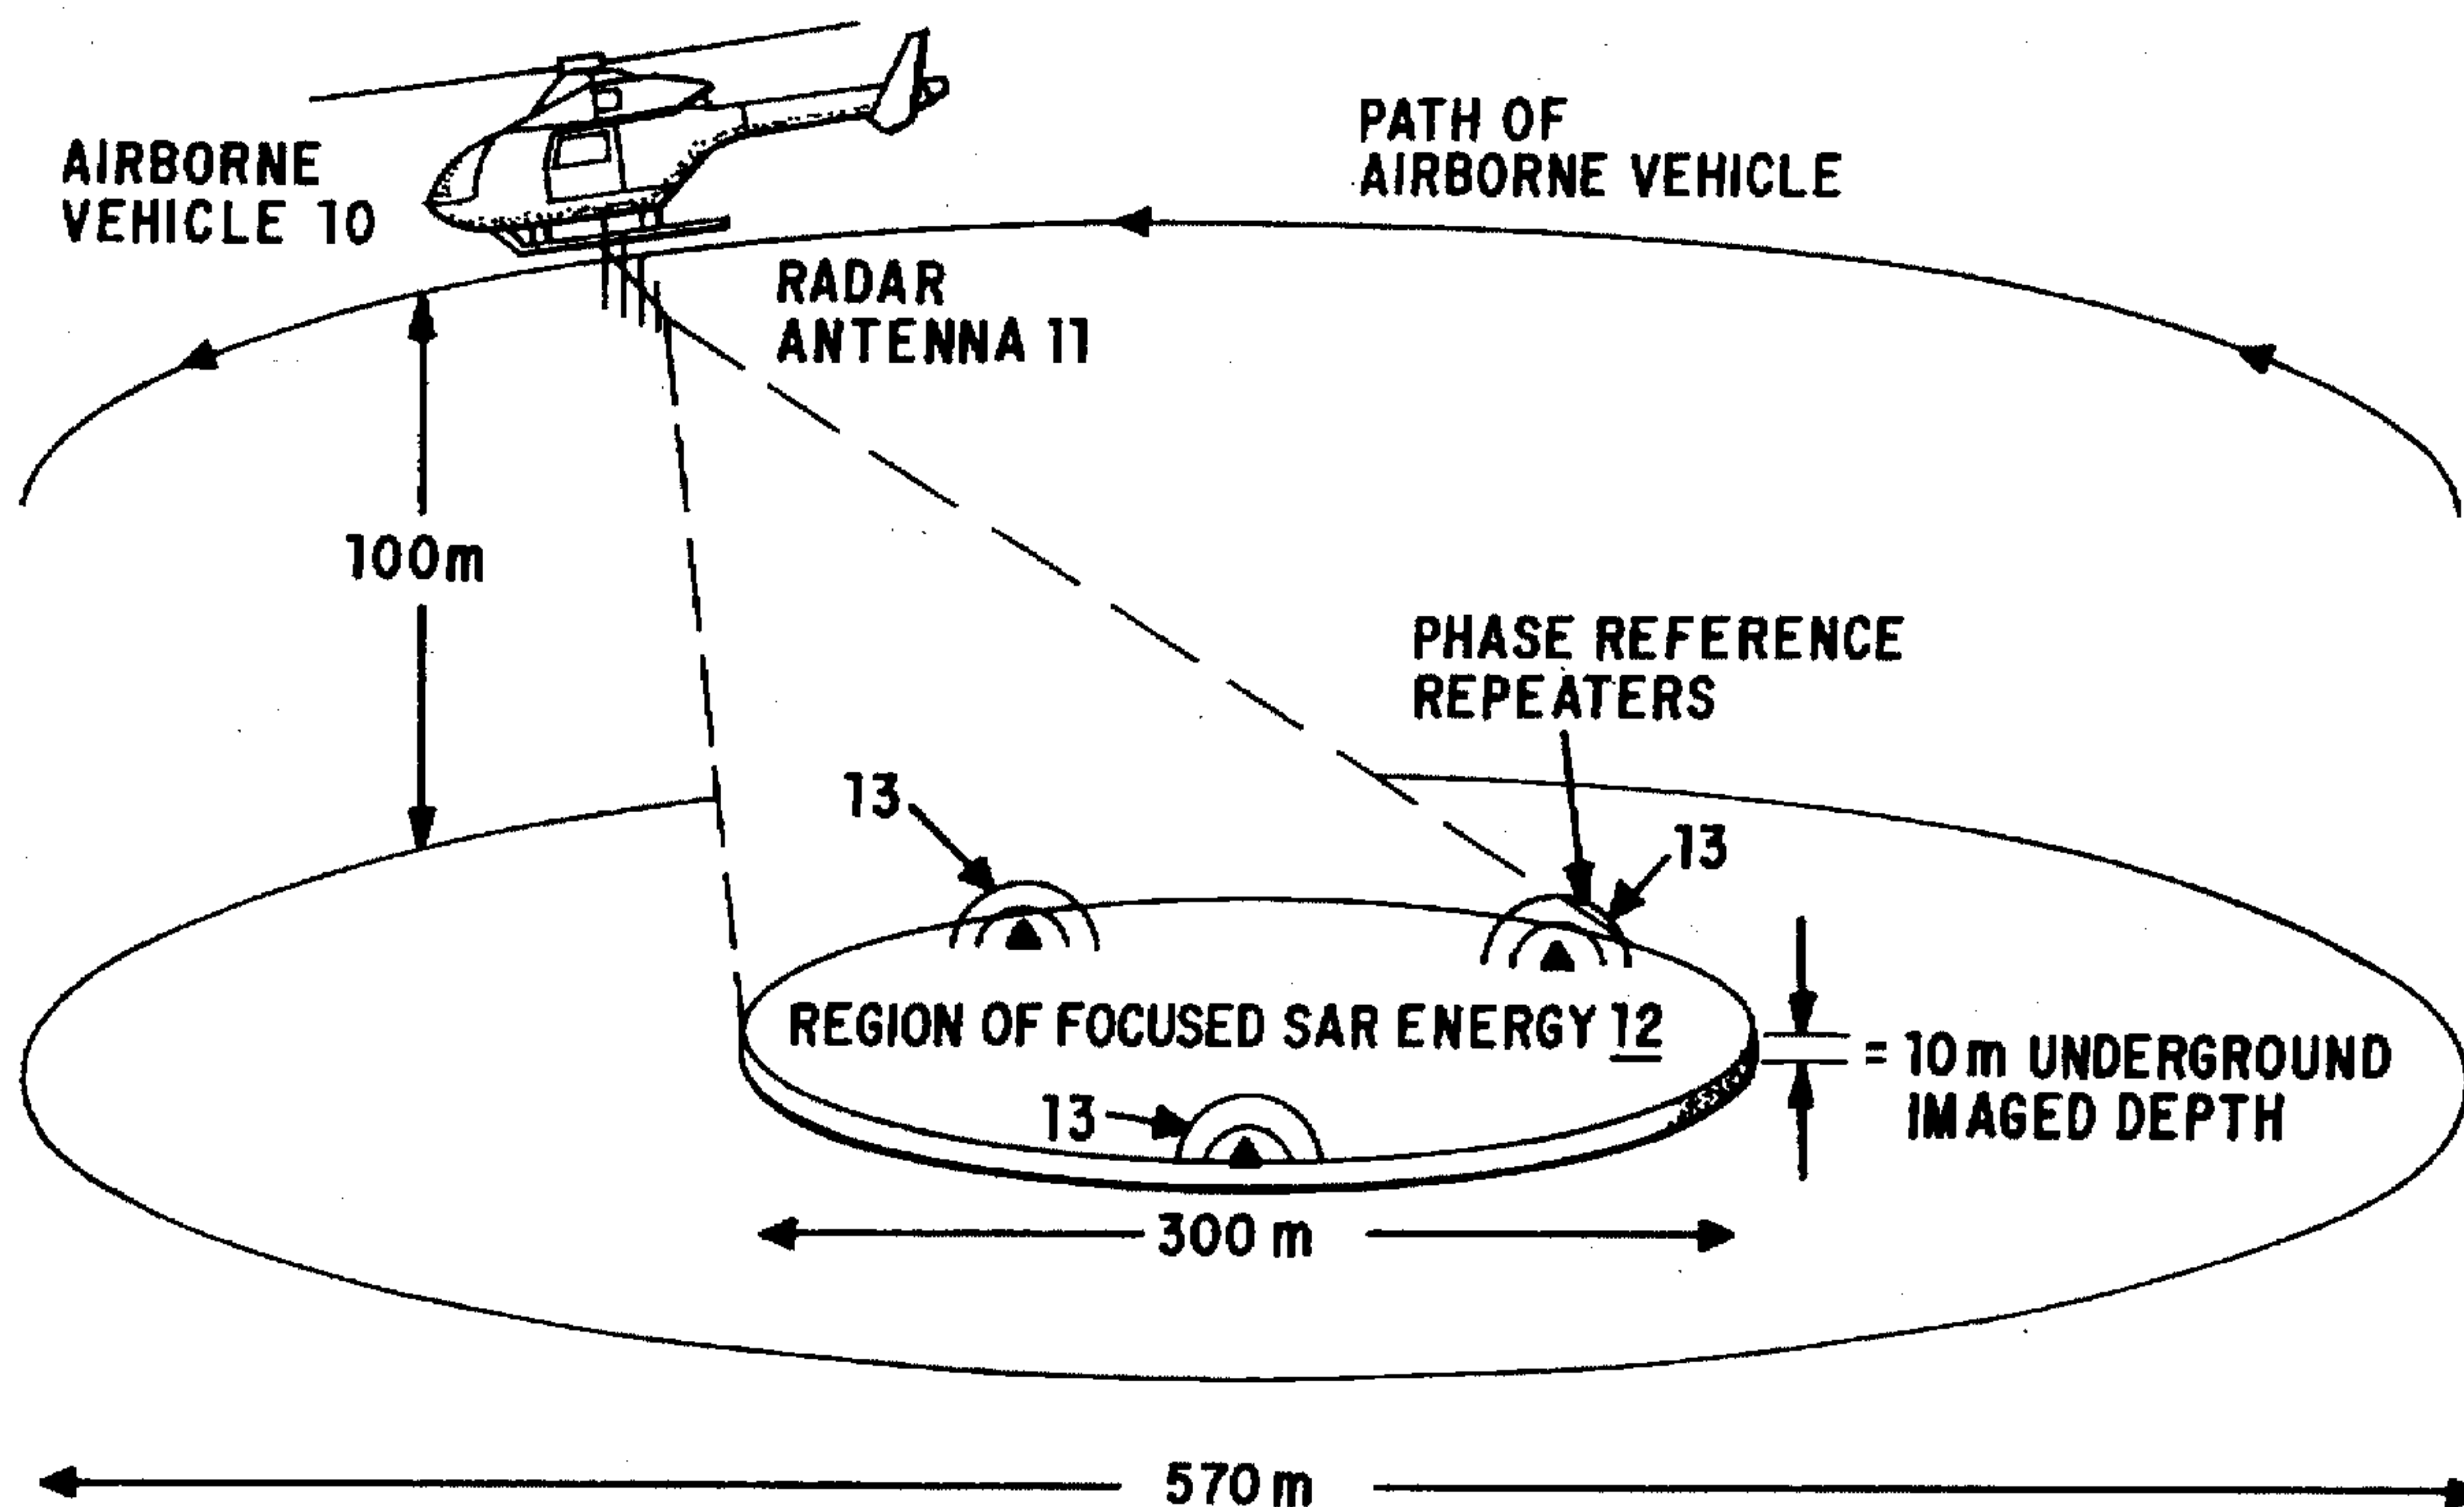 AIRBORNE
VEHICLE 10
PATH OF
AIRBORNE VEHICLE
RADAR
ANTENNA 11
100m
PHASE REFERENCE
REPEATERS
13
13
REGION OF FOCUSED SAR ENERGY 12
= 10m UNDERGROUND
IMAGED DEPTH
13
300 m
570 m